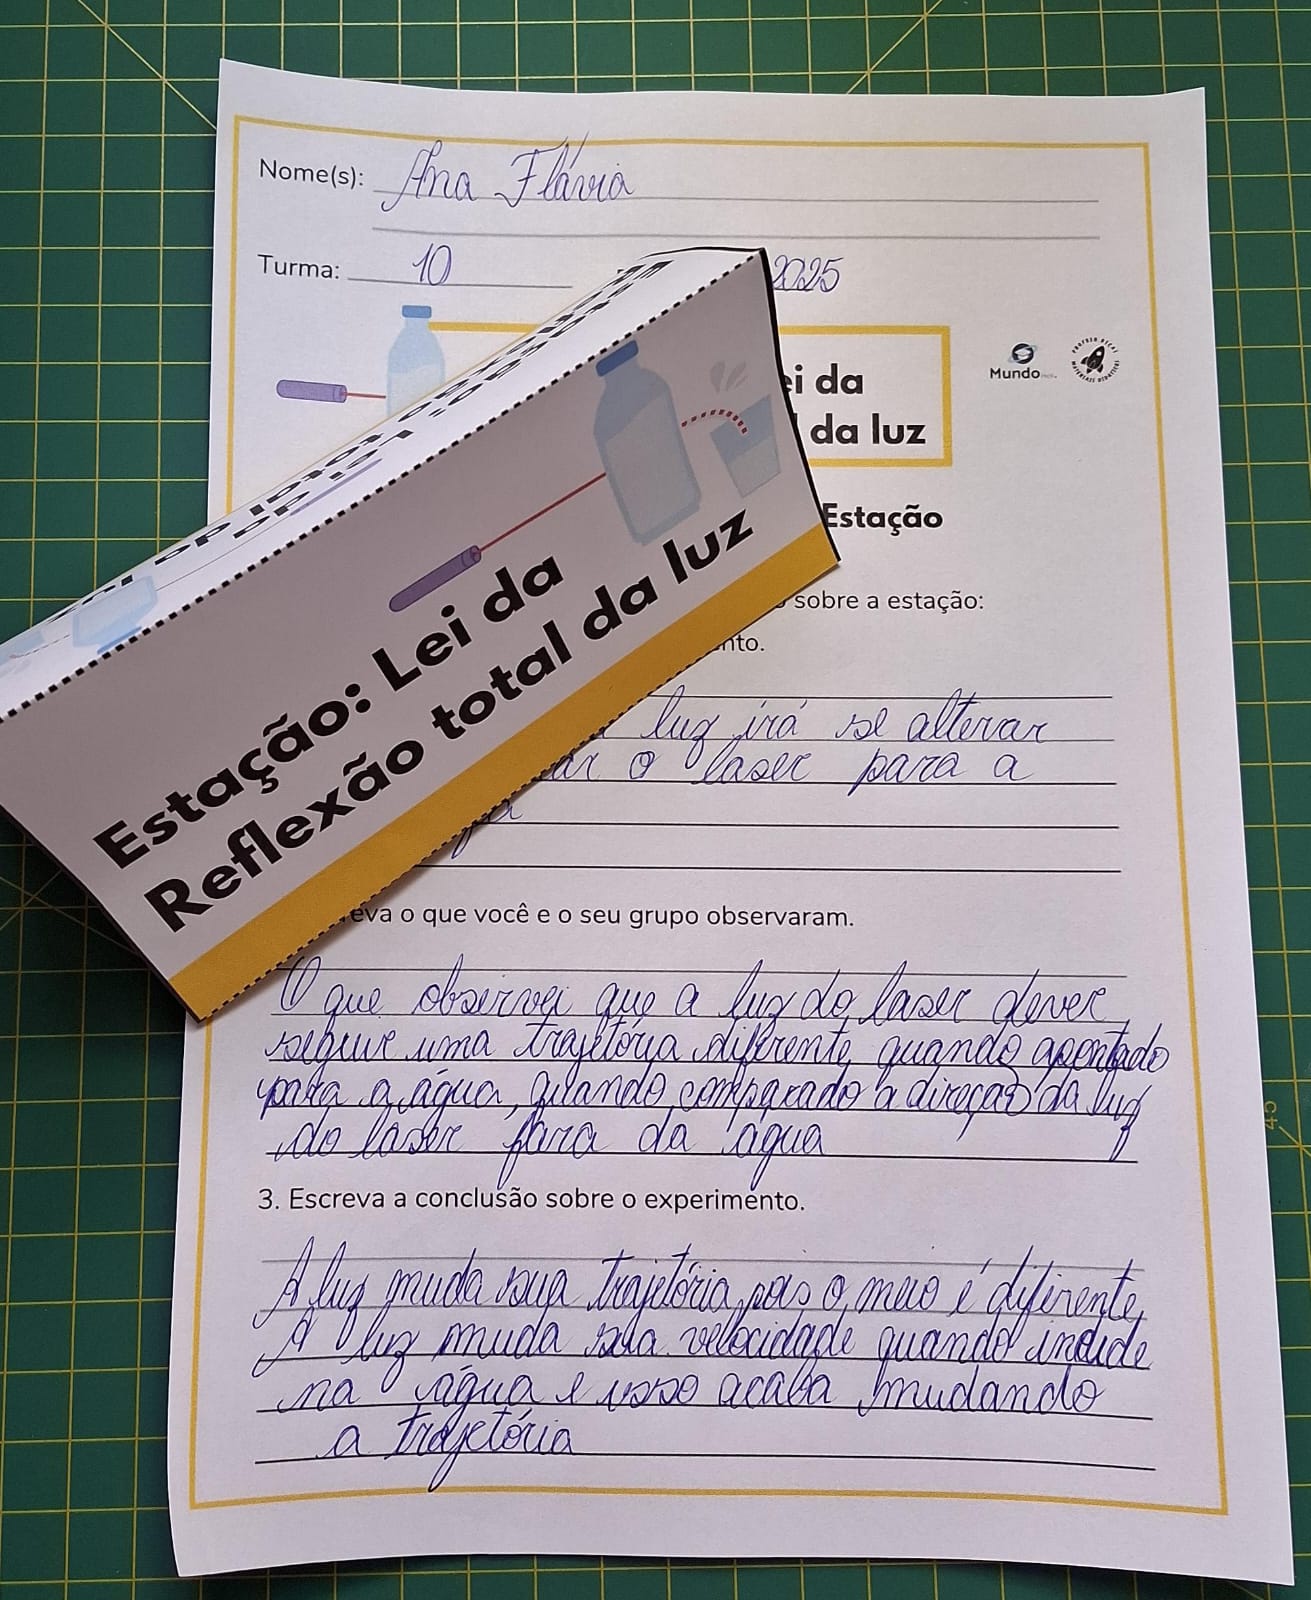 Nome(s): Ana Flávia
Turma: 10 2025
ei da
da luz
Mundo
Estação
Estação: Lei da
Reflexão total da luz
sobre a estação:
nto.
luz irá se alterar
ar o laser para a
eva o que você e o seu grupo observaram.
O que observei que a luz do laser dever
seguir uma trajetória diferente quando apontado
para a água, quando comparado a direção da luz
do laser fora da água
3. Escreva a conclusão sobre o experimento.
A luz muda sua trajetória pois o meio é diferente,
A luz muda sua velocidade quando incide
na água e isso acaba mudando
a trajetória